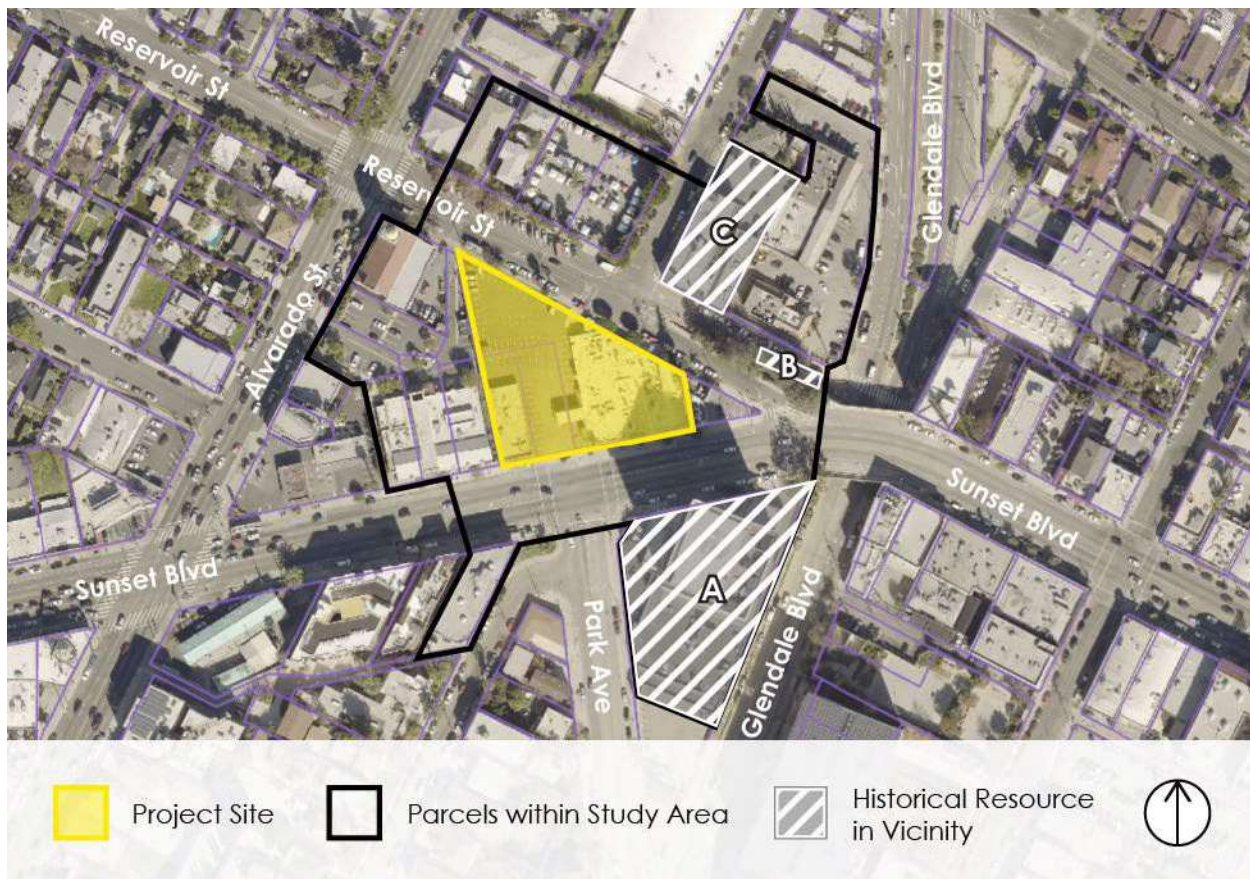 Reservoir St
Reservoir St
Glendale Blvd
C
Alvarado St
B
Sunset Blvd
Sunset Blvd
A
Park Ave
Glendale Blvd
Project Site
Parcels within Study Area
Historical Resource
in Vicinity